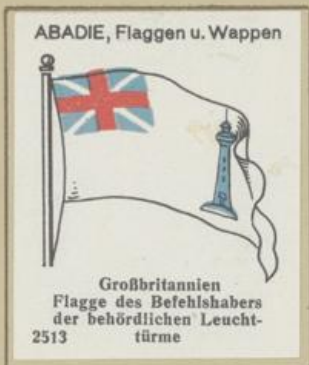 ABADIE, Flaggen u. Wappen
Großbritannien
Flagge des Befehlshabers
der behördlichen Leucht-
2513 türme